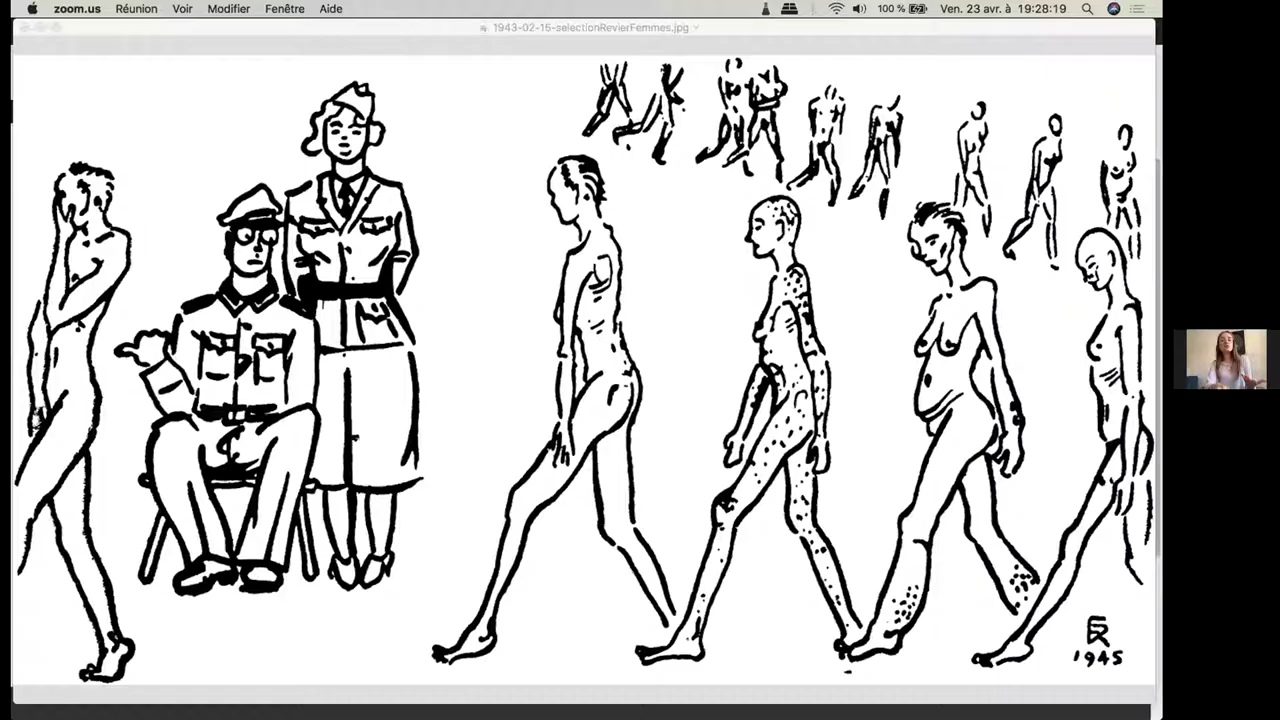 zoom.us Réunion Voir Modifier Fenêtre Aide 100 % Ven. 23 avr. à 19:28:19
1943-02-15-selectionRevierFemmes.jpg
1945